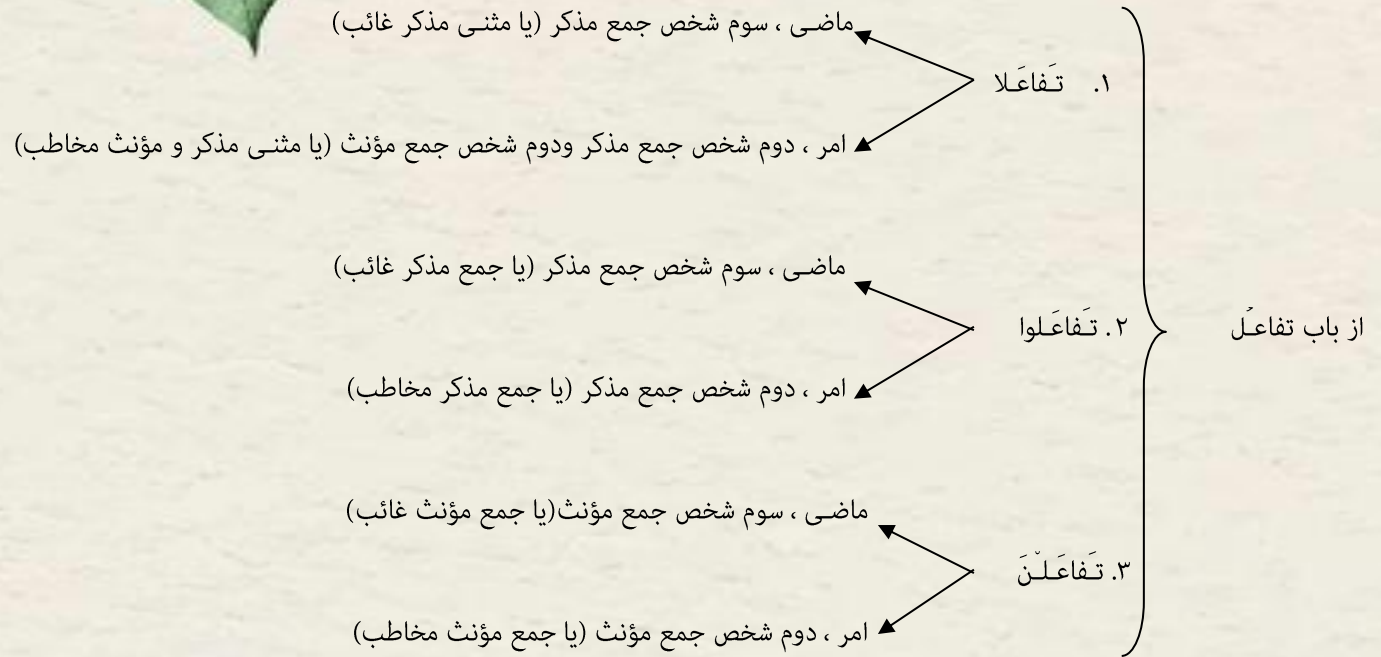 از باب تفاعُل
۱. تَفاعَلا
ماضی ، سوم شخص جمع مذکر (یا مثنی مذکر غائب)
امر ، دوم شخص جمع مذکر ودوم شخص جمع مؤنث (یا مثنی مذکر و مؤنث مخاطب)
۲. تَفاعَلوا
ماضی ، سوم شخص جمع مذکر (یا جمع مذکر غائب)
امر ، دوم شخص جمع مذکر (یا جمع مذکر مخاطب)
۳. تَفاعَلْنَ
ماضی ، سوم شخص جمع مؤنث(یا جمع مؤنث غائب)
امر ، دوم شخص جمع مؤنث (یا جمع مؤنث مخاطب)